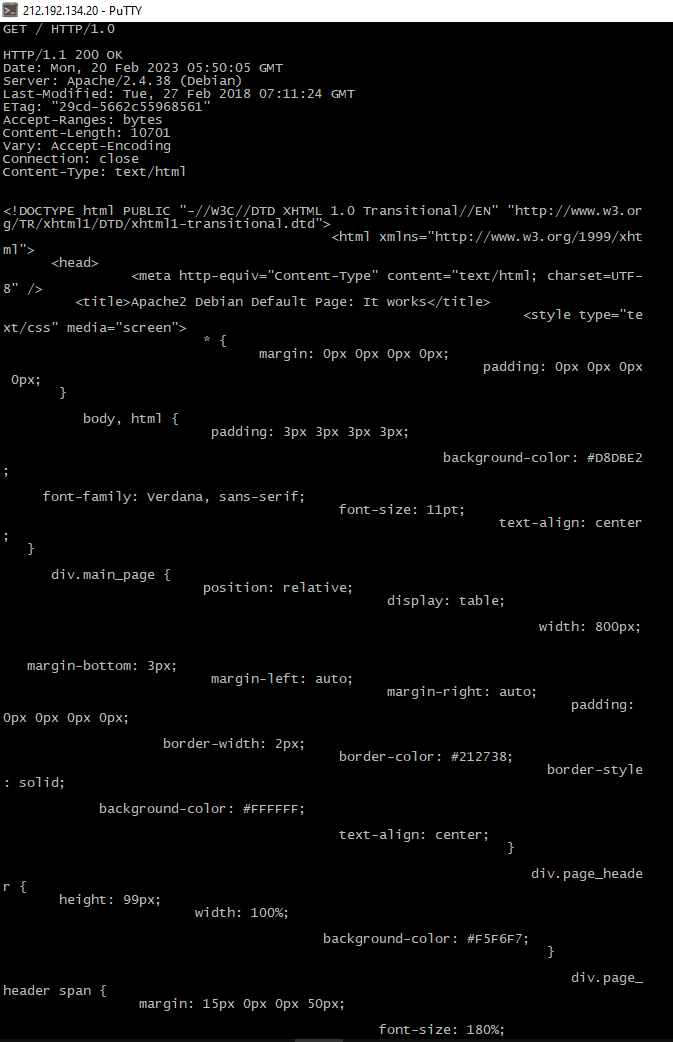 212.192.134.20 - PuTTY
GET / HTTP/1.0
HTTP/1.1 200 OK
Date: Mon, 20 Feb 2023 05:50:05 GMT
Server: Apache/2.4.38 (Debian)
Last-Modified: Tue, 27 Feb 2018 07:11:24 GMT
ETag: "29cd-5662c55968561"
Accept-Ranges: bytes
Content-Length: 10701
Vary: Accept-Encoding
Connection: close
Content-Type: text/html
<!DOCTYPE html PUBLIC "-//W3C//DTD XHTML 1.0 Transitional//EN" "http://www.w3.or
g/TR/xhtml1/DTD/xhtml1-transitional.dtd">
<html xmlns="http://www.w3.org/1999/xht
ml">
<head>
<meta http-equiv="Content-Type" content="text/html; charset=UTF-
8" />
<title>Apache2 Debian Default Page: It works</title>
<style type="te
xt/css" media="screen">
* {
margin: 0px 0px 0px 0px;
padding: 0px 0px 0px
0px;
}
body, html {
padding: 3px 3px 3px 3px;
background-color: #D8DBE2
;
font-family: Verdana, sans-serif;
font-size: 11pt;
text-align: center
;
}
div.main_page {
position: relative;
display: table;
width: 800px;
margin-bottom: 3px;
margin-left: auto;
margin-right: auto;
padding:
0px 0px 0px 0px;
border-width: 2px;
border-color: #212738;
border-style
: solid;
background-color: #FFFFFF;
text-align: center;
}
div.page_heade
r {
height: 99px;
width: 100%;
background-color: #F5F6F7;
}
div.page_
header span {
margin: 15px 0px 0px 50px;
font-size: 180%;